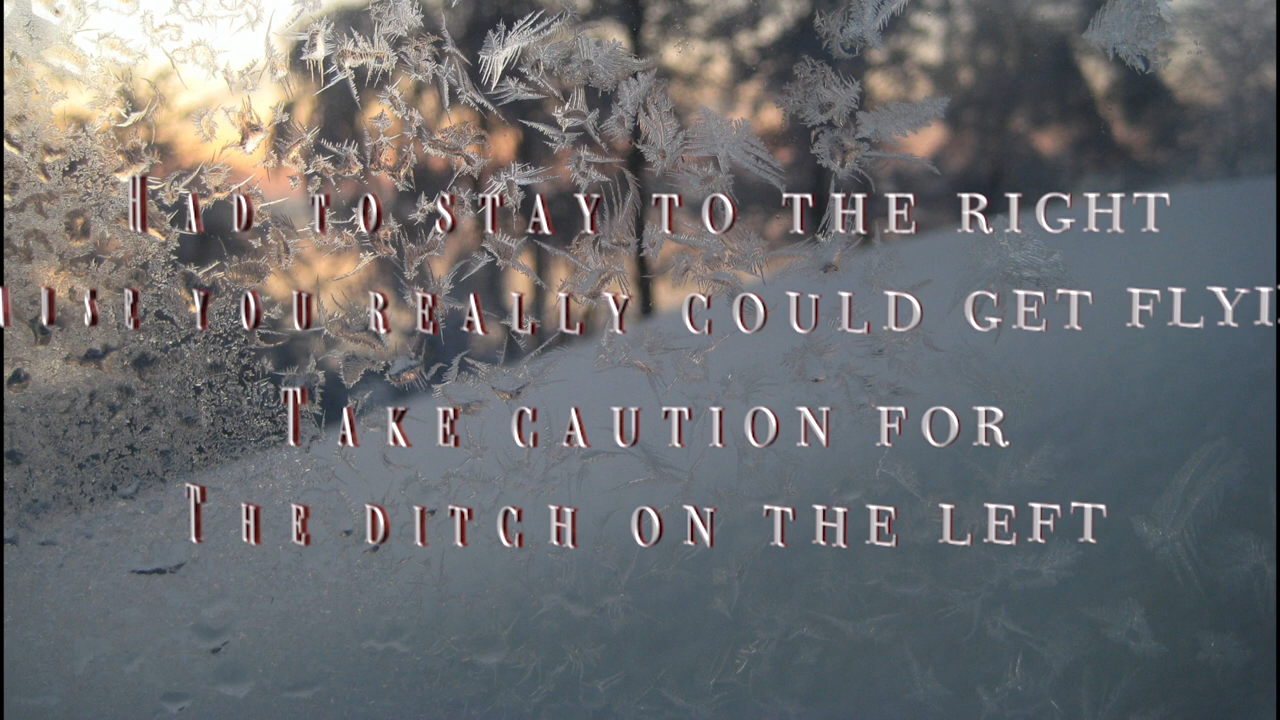 Had to stay to the right
you really could get
Take caution for
The ditch on the left